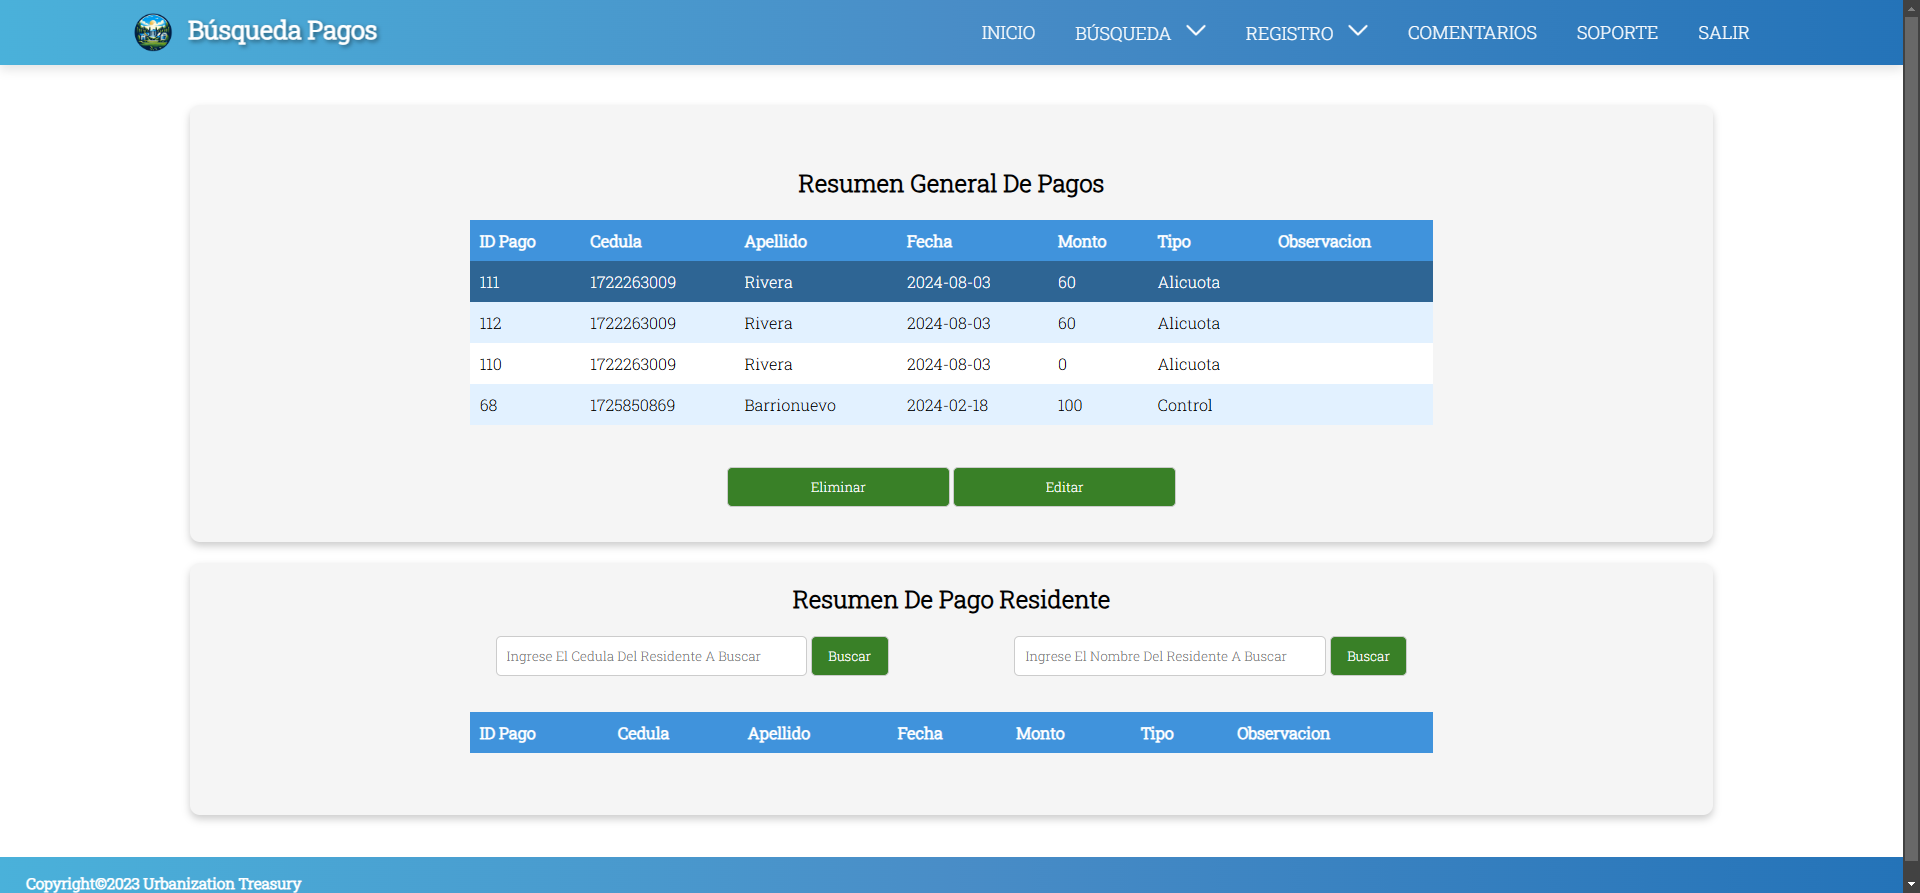 Búsqueda Pagos
INICIO BÚSQUEDA REGISTRO COMENTARIOS SOPORTE SALIR
Resumen General De Pagos
ID Pago Cedula Apellido Fecha Monto Tipo Observacion
111 1722263009 Rivera 2024-08-03 60 Alicuota
112 1722263009 Rivera 2024-08-03 60 Alicuota
110 1722263009 Rivera 2024-08-03 0 Alicuota
68 1725850869 Barrionuevo 2024-02-18 100 Control
Eliminar Editar
Resumen De Pago Residente
Ingrese El Cedula Del Residente A Buscar Buscar Ingrese El Nombre Del Residente A Buscar Buscar
ID Pago Cedula Apellido Fecha Monto Tipo Observacion
Copyright©2023 Urbanization Treasury